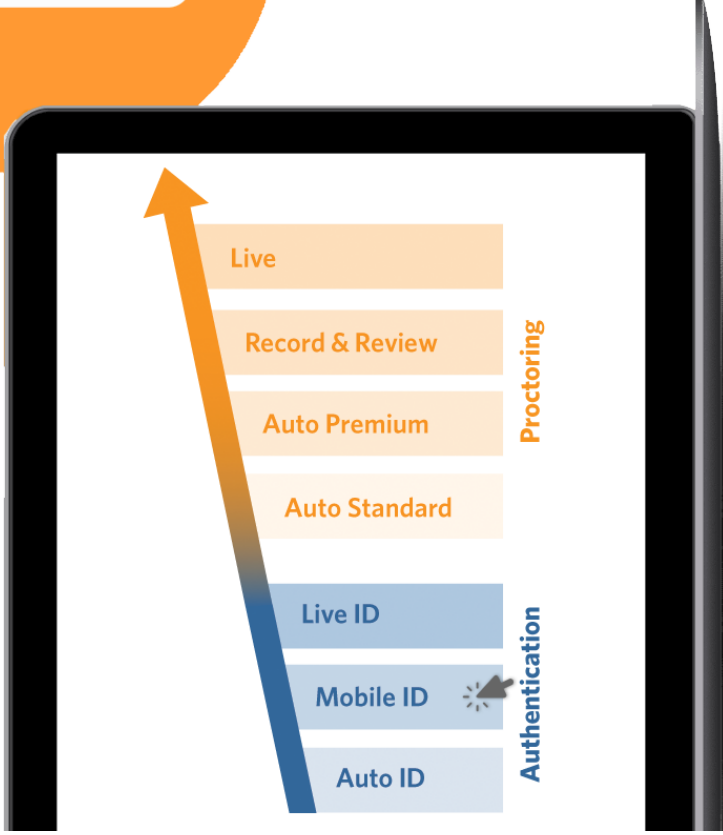 Live
Record & Review
Auto Premium
Auto Standard
Proctoring
Live ID
Mobile ID
Auto ID
Authentication